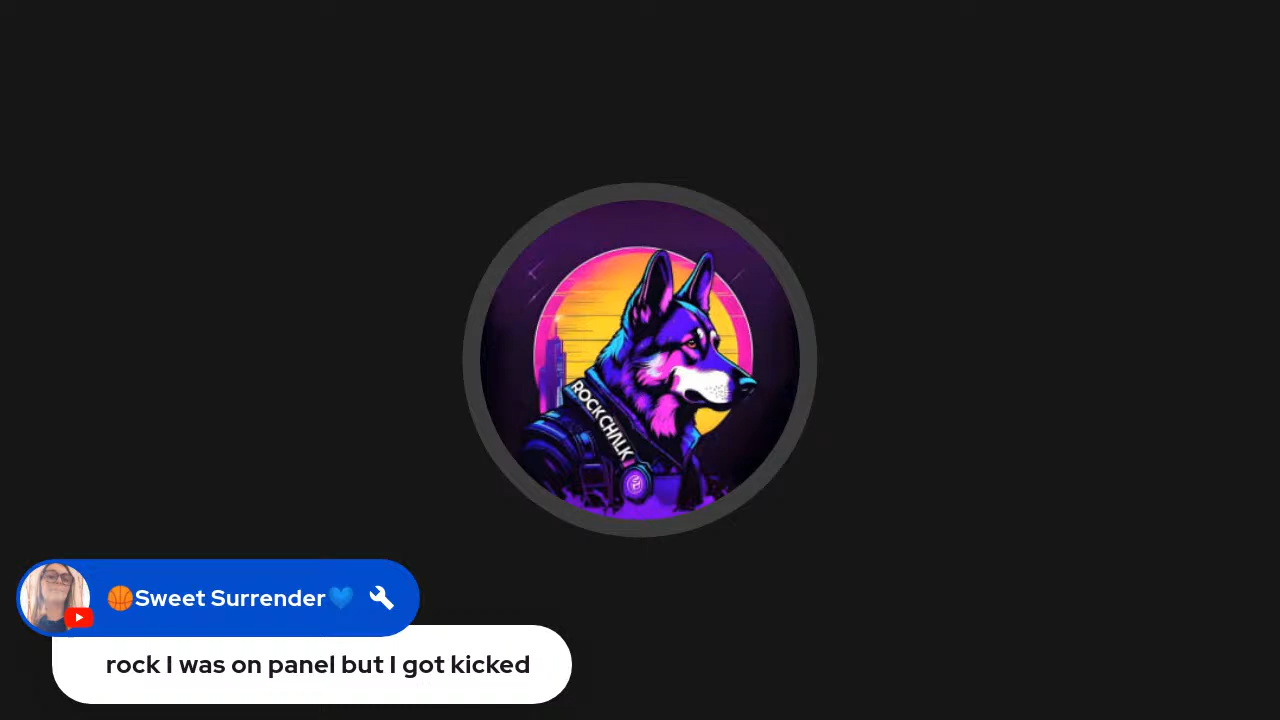 ROCK CHALK
🏀Sweet Surrender💙
rock I was on panel but I got kicked